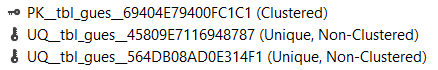 PK__tbl_gues__69404E79400FC1C1 (Clustered)
UQ__tbl_gues__45809E7116948787 (Unique, Non-Clustered)
UQ__tbl_gues__564DB08AD0E314F1 (Unique, Non-Clustered)